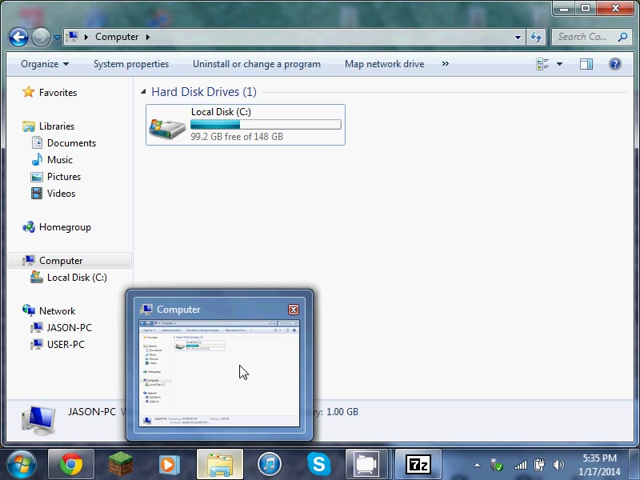 Computer
Search Co...
Organize
System properties
Uninstall or change a program
Map network drive
»
Favorites
Hard Disk Drives (1)
Local Disk (C:)
99.2 GB free of 148 GB
Libraries
Documents
Music
Pictures
Videos
Homegroup
Computer
Local Disk (C:)
Network
JASON-PC
USER-PC
Computer
JASON-PC
1.00 GB
7z
5:35 PM
1/17/2014